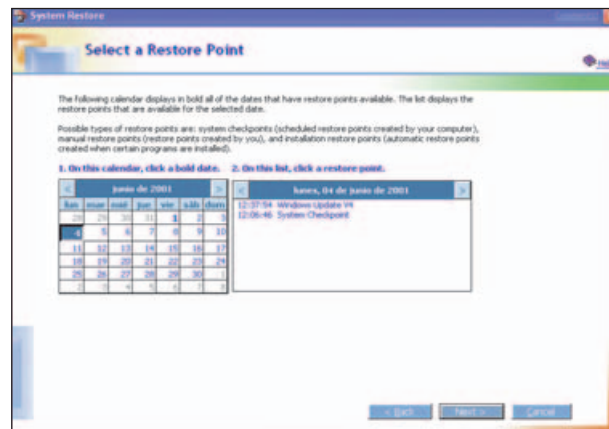 System Restore
Select a Restore Point
Help
The following calendar displays in bold all of the dates that have restore points available. The list displays the
restore points that are available for the selected date.
Possible types of restore points are: system checkpoints (scheduled restore points created by your computer),
manual restore points (restore points created by you), and installation restore points (automatic restore points
created when certain programs are installed).
1. On this calendar, click a bold date. 2. On this list, click a restore point.
< junio de 2001 > < lunes, 04 de junio de 2001 >
lun mar mié jue vie sáb dom
28 29 30 31 1 2 3
4 5 6 7 8 9 10
11 12 13 14 15 16 17
18 19 20 21 22 23 24
25 26 27 28 29 30 1
2 3 4 5 6 7 8
12:37:54 Windows Update V4
12:06:46 System Checkpoint
< Back Next > Cancel